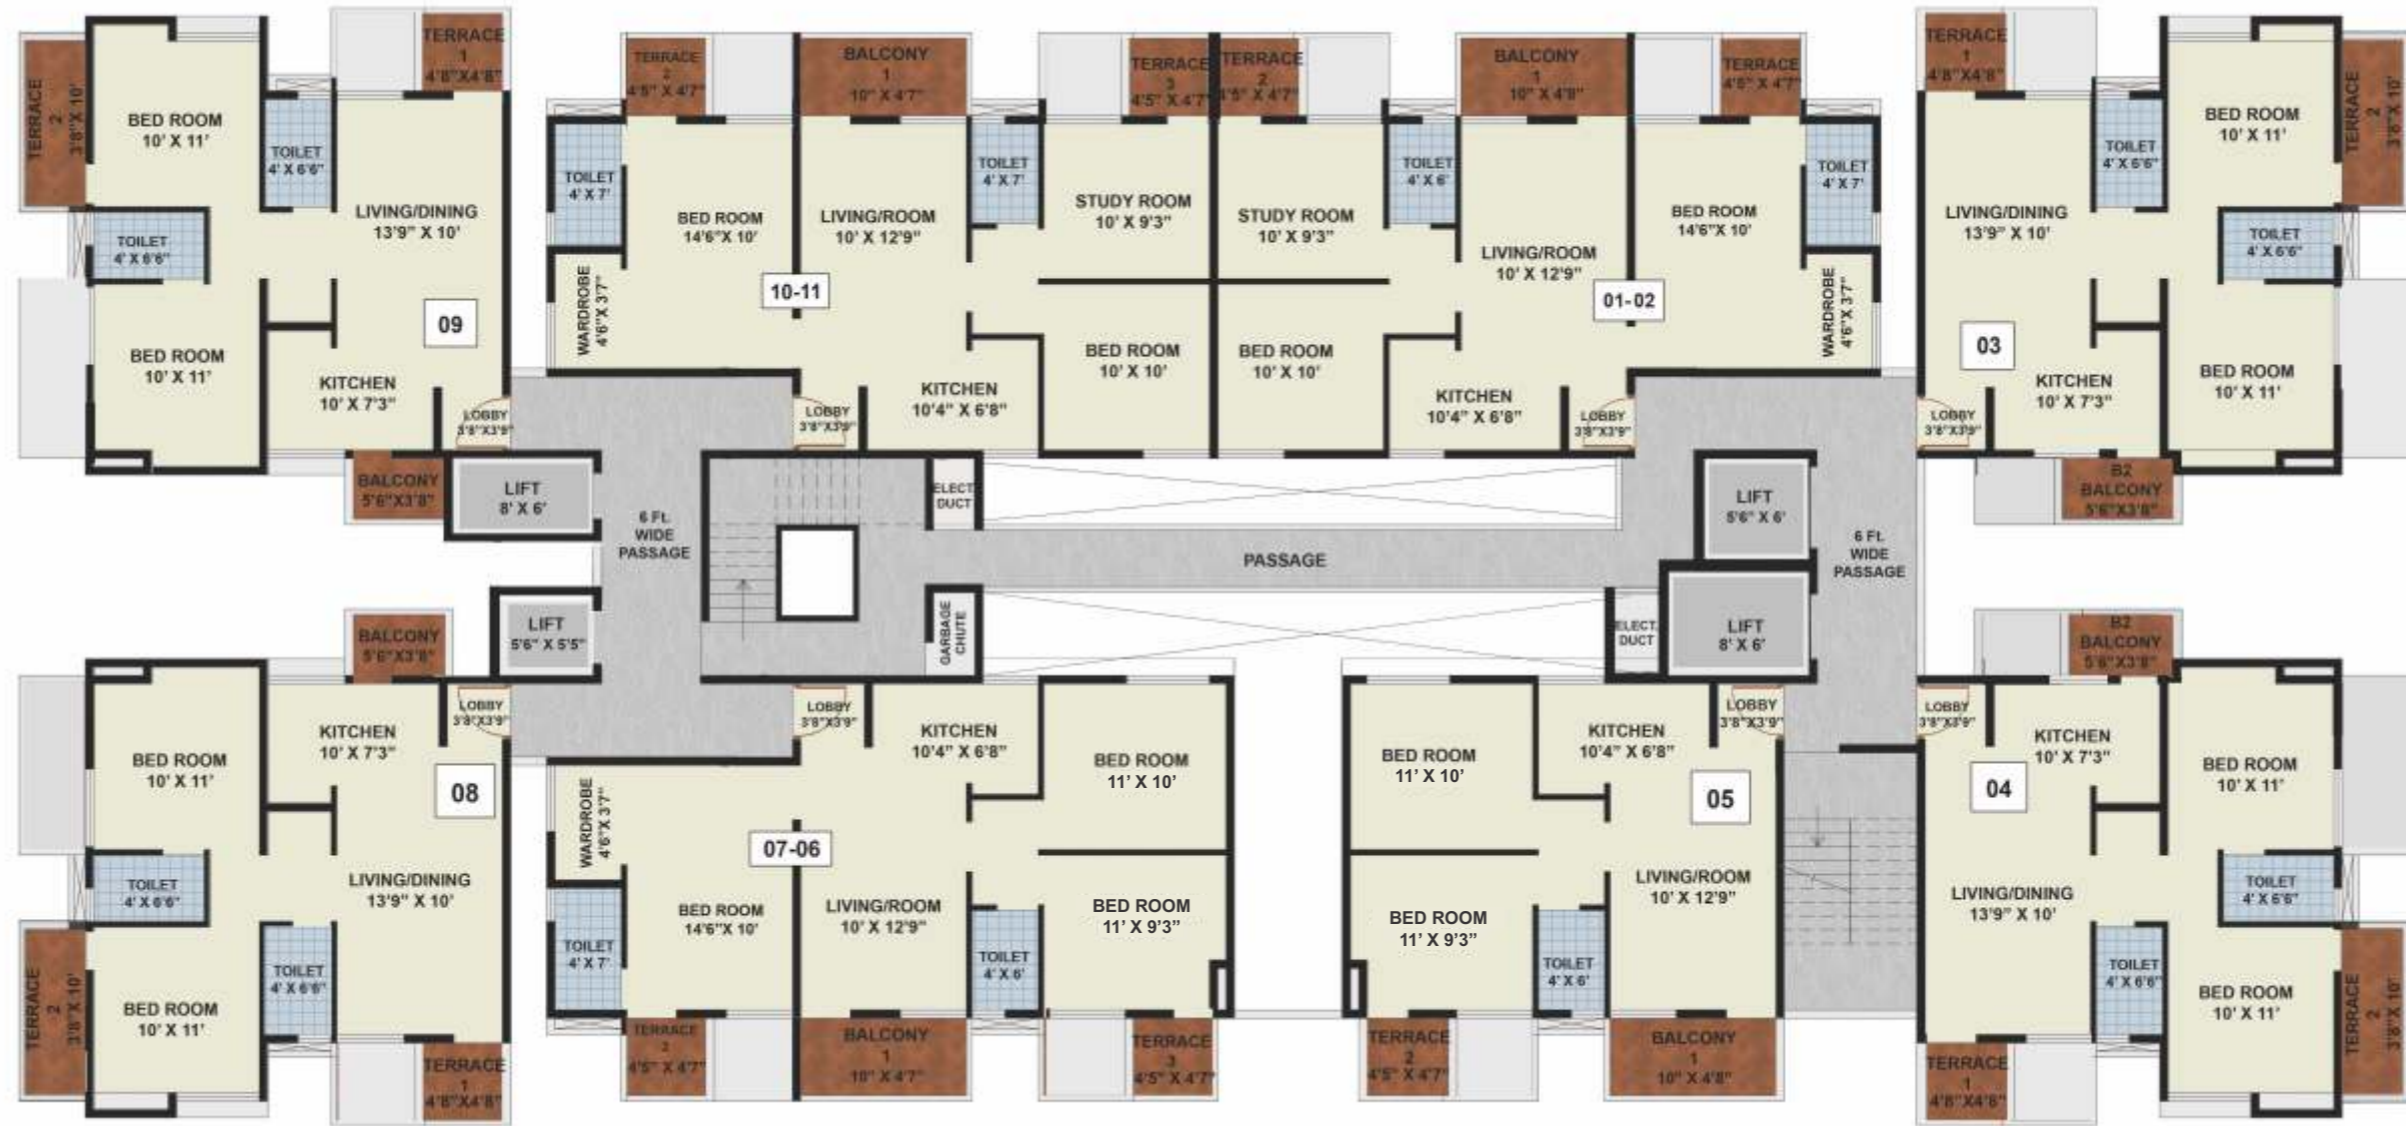 TERRACE
2
3'8"X 10'
BED ROOM
10' X 11'
TOILET
4' X 6'6"
TERRACE
1
4'8"X4'8"
LIVING/DINING
13'9" X 10'
TOILET
4' X 6'6"
BED ROOM
10' X 11'
KITCHEN
10' X 7'3"
09
LOBBY
3'8"X3'9"
BALCONY
5'6"X3'8"
LIFT
8' X 6'
TERRACE
2
4'5" X 4'7"
BALCONY
1
10" X 4'7"
TERRACE
3
4'5" X 4'7"
TOILET
4' X 7'
BED ROOM
14'6"X 10'
LIVING/ROOM
10' X 12'9"
TOILET
4' X 7'
STUDY ROOM
10' X 9'3"
WARDROBE
4'6"X 3'7"
10-11
BED ROOM
10' X 10'
KITCHEN
10'4" X 6'8"
LOBBY
3'8"X3'9"
TERRACE
2
4'5" X 4'7"
BALCONY
1
10" X 4'8"
TERRACE
4'5" X 4'7"
STUDY ROOM
10' X 9'3"
TOILET
4' X 6'
LIVING/ROOM
10' X 12'9"
BED ROOM
14'6"X 10'
TOILET
4' X 7'
WARDROBE
4'6"X 3'7"
01-02
BED ROOM
10' X 10'
KITCHEN
10'4" X 6'8"
LOBBY
3'8"X3'9"
TERRACE
1
4'8"X4'8"
TOILET
4' X 6'6"
BED ROOM
10' X 11'
TERRACE
2
3'8"X 10'
LIVING/DINING
13'9" X 10'
TOILET
4' X 6'6"
03
KITCHEN
10' X 7'3"
BED ROOM
10' X 11'
LOBBY
3'8"X3'9"
B2
BALCONY
5'6"X3'8"
6 Ft.
WIDE
PASSAGE
ELECT.
DUCT
PASSAGE
LIFT
5'6" X 6'
6 Ft.
WIDE
PASSAGE
LIFT
5'6" X 5'5"
GARBAGE
CHUTE
ELECT.
DUCT
LIFT
8' X 6'
BALCONY
5'6"X3'8"
LOBBY
3'8"X3'9"
KITCHEN
10' X 7'3"
BED ROOM
10' X 11'
08
TOILET
4' X 6'6"
LIVING/DINING
13'9" X 10'
TOILET
4' X 6'6"
BED ROOM
10' X 11'
TERRACE
2
3'8"X 10'
TERRACE
1
4'8"X4'8"
LOBBY
3'8"X3'9"
KITCHEN
10'4" X 6'8"
BED ROOM
11' X 10'
WARDROBE
4'6"X 3'7"
07-06
TOILET
4' X 7'
BED ROOM
14'6"X 10'
LIVING/ROOM
10' X 12'9"
TOILET
4' X 6'
BED ROOM
11' X 9'3"
TERRACE
2
4'5" X 4'7"
BALCONY
1
10" X 4'7"
TERRACE
3
4'5" X 4'7"
BED ROOM
11' X 10'
KITCHEN
10'4" X 6'8"
LOBBY
3'8"X3'9"
05
BED ROOM
11' X 9'3"
TOILET
4' X 6'
LIVING/ROOM
10' X 12'9"
TERRACE
2
4'5" X 4'7"
BALCONY
1
10" X 4'8"
B2
BALCONY
5'6"X3'8"
LOBBY
3'8"X3'9"
KITCHEN
10' X 7'3"
BED ROOM
10' X 11'
04
LIVING/DINING
13'9" X 10'
TOILET
4' X 6'6"
TOILET
4' X 6'6"
BED ROOM
10' X 11'
TERRACE
2
3'8"X 10'
TERRACE
1
4'8"X4'8"